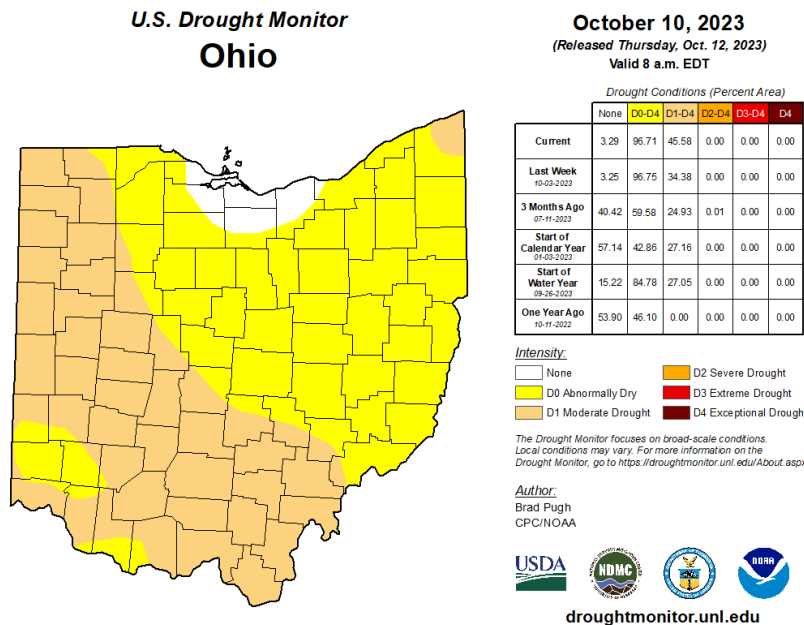 U.S. Drought Monitor
Ohio
October 10, 2023
(Released Thursday, Oct. 12, 2023)
Valid 8 a.m. EDT
Drought Conditions (Percent Area)
None D0-D4 D1-D4 D2-D4 D3-D4 D4
Current 3.29 96.71 45.58 0.00 0.00 0.00
Last Week
10-03-2023
3.25 96.75 34.38 0.00 0.00 0.00
3 Months Ago
07-11-2023
40.42 59.58 24.93 0.01 0.00 0.00
Start of
Calendar Year
01-03-2023
57.14 42.86 27.16 0.00 0.00 0.00
Start of
Water Year
09-26-2023
15.22 84.78 27.05 0.00 0.00 0.00
One Year Ago
10-11-2022
53.90 46.10 0.00 0.00 0.00 0.00
Intensity:
None
D0 Abnormally Dry
D1 Moderate Drought
D2 Severe Drought
D3 Extreme Drought
D4 Exceptional Drough
The Drought Monitor focuses on broad-scale conditions.
Local conditions may vary. For more information on the
Drought Monitor, go to https://droughtmonitor.unl.edu/About.aspx
Author:
Brad Pugh
CPC/NOAA
USDA
NDMC
NOAA
droughtmonitor.unl.edu